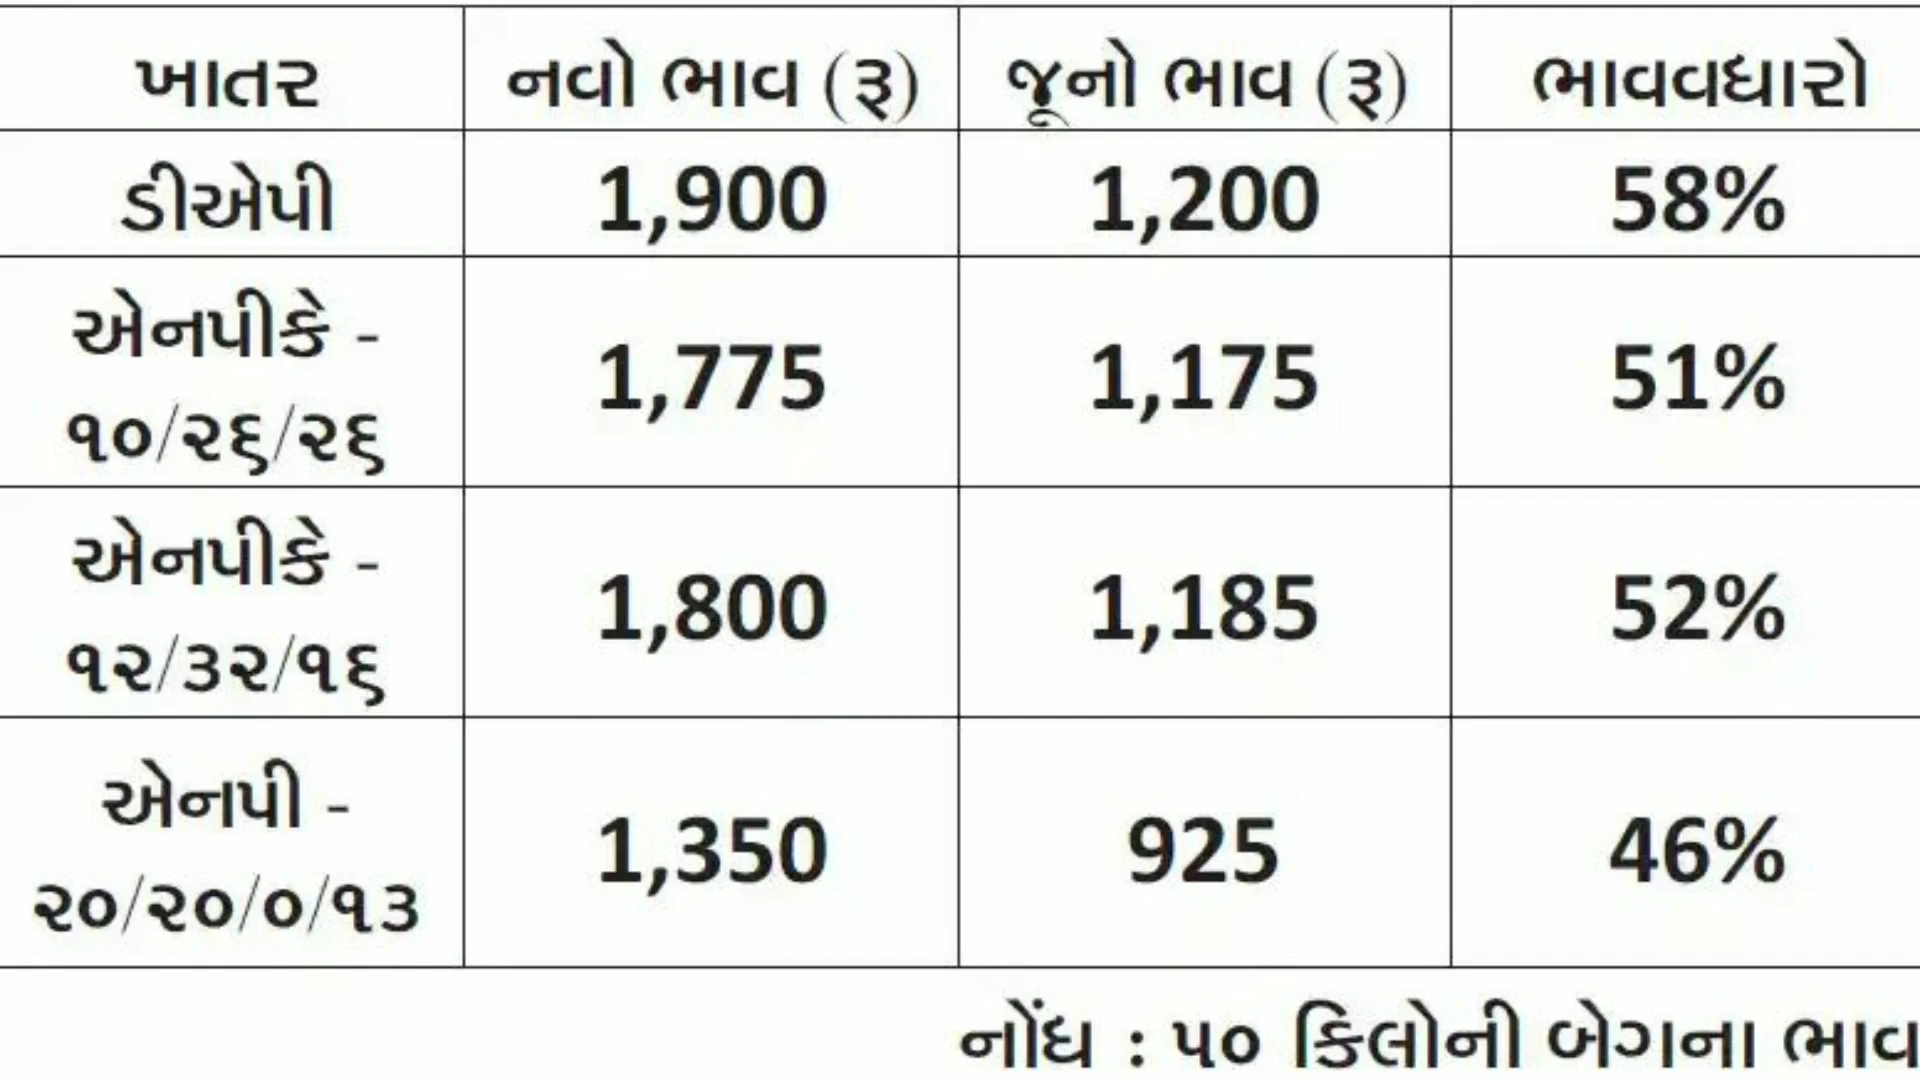 ખાતર નવો ભાવ (રૂ) જૂનો ભાવ (રૂ) ભાવવધારો
ડીએપી 1,900 1,200 58%
એનપીકે -
૧૦/૨૬/૨૬ 1,775 1,175 51%
એનપીકે -
૧૨/૩૨/૧૬ 1,800 1,185 52%
એનપી -
૨૦/૨૦/૦/૧૩ 1,350 925 46%
નોંધ : ૫૦ કિલોની બેગના ભાવ